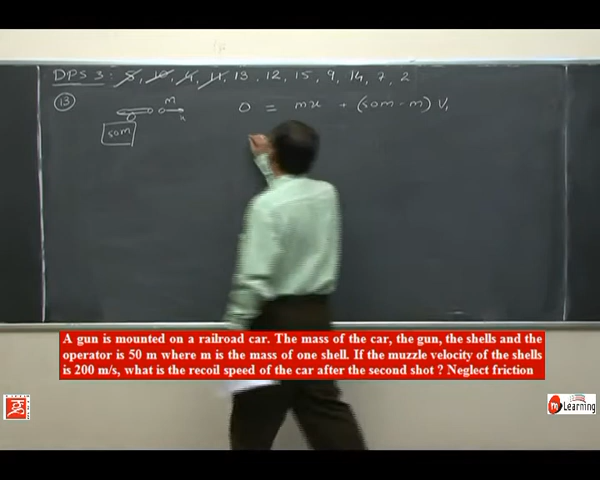 DPS 3 : 8, 10, 4, 11, 13, 12, 15, 9, 14, 7, 2
13
m
0 = mx + (50m - m) V₁
x
50m
A gun is mounted on a railroad car. The mass of the car, the gun, the shells and the
operator is 50 m where m is the mass of one shell. If the muzzle velocity of the shells
is 200 m/s, what is the recoil speed of the car after the second shot ? Neglect friction
m Learning